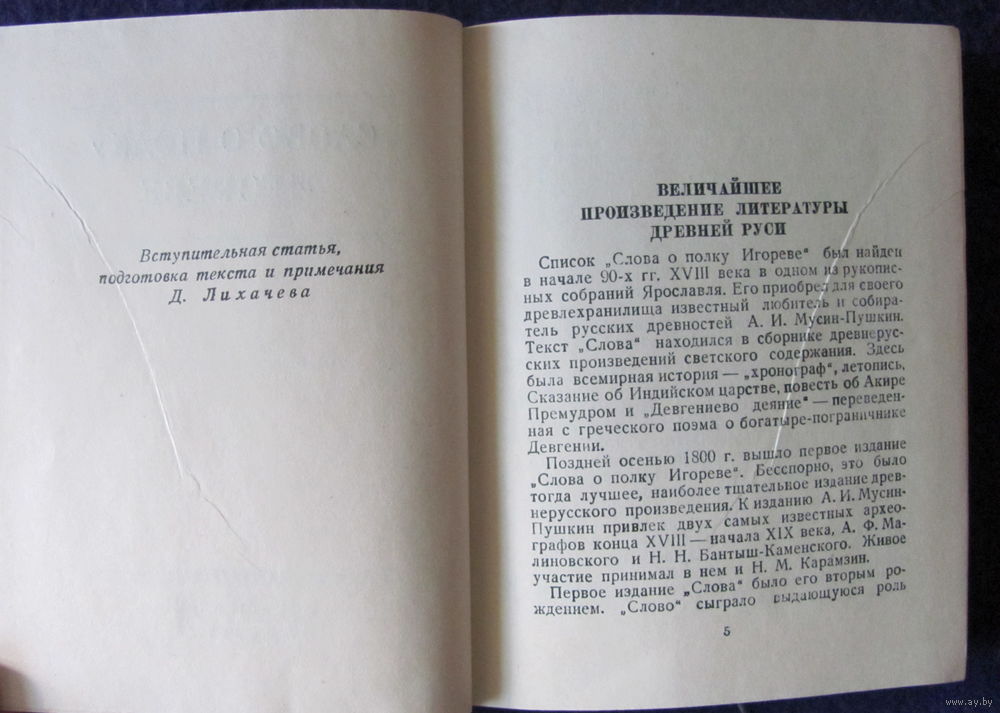 Вступительная статья,
подготовка текста и примечания
Д. Лихачева
ВЕЛИЧАЙШЕЕ
ПРОИЗВЕДЕНИЕ ЛИТЕРАТУРЫ
ДРЕВНЕЙ РУСИ
Список „Слова о полку Игореве“ был найден
в начале 90-х гг. XVIII века в одном из рукопис-
ных собраний Ярославля. Его приобрел для своего
древлехранилища известный любитель и собира-
тель русских древностей А. И. Мусин-Пушкин.
Текст „Слова“ находился в сборнике древнерус-
ских произведений светского содержания. Здесь
была всемирная история — „хронограф“, летопись,
Сказание об Индийском царстве, повесть об Акире
Премудром и „Девгениево деяние“ — переведен-
ная с греческого поэма о богатыре-пограничнике
Девгении.
Поздней осенью 1800 г. вышло первое издание
„Слова о полку Игореве“. Бесспорно, это было
тогда лучшее, наиболее тщательное издание древ-
нерусского произведения. К изданию А. И. Мусин-
Пушкин привлек двух самых известных архео-
графов конца XVIII — начала XIX века, А. Ф. Ма-
линовского и Н. Н. Бантыш-Каменского. Живое
участие принимал в нем и Н. М. Карамзин.
Первое издание „Слова“ было его вторым ро-
ждением. „Слово“ сыграло выдающуюся роль
5
www.ay.by